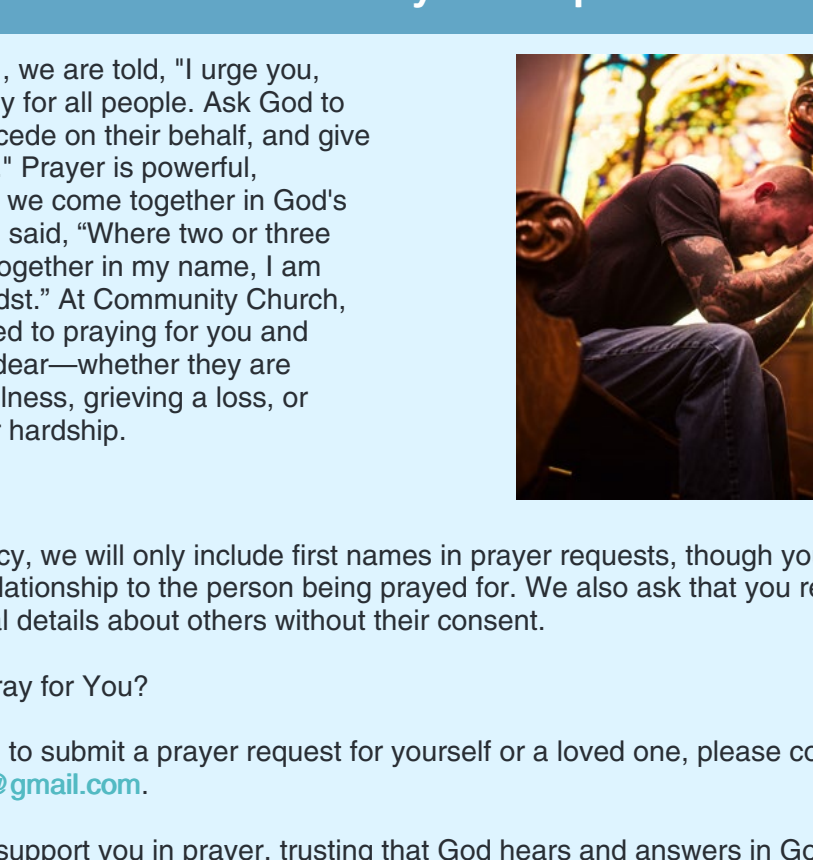 , we are told, "I urge you,
y for all people. Ask God to
cede on their behalf, and give
." Prayer is powerful,
we come together in God's
said, “Where two or three
ogether in my name, I am
dst.” At Community Church,
ed to praying for you and
dear—whether they are
lness, grieving a loss, or
hardship.
cy, we will only include first names in prayer requests, though yo
lationship to the person being prayed for. We also ask that you re
al details about others without their consent.
ray for You?
to submit a prayer request for yourself or a loved one, please co
@gmail.com.
support you in prayer, trusting that God hears and answers in Go